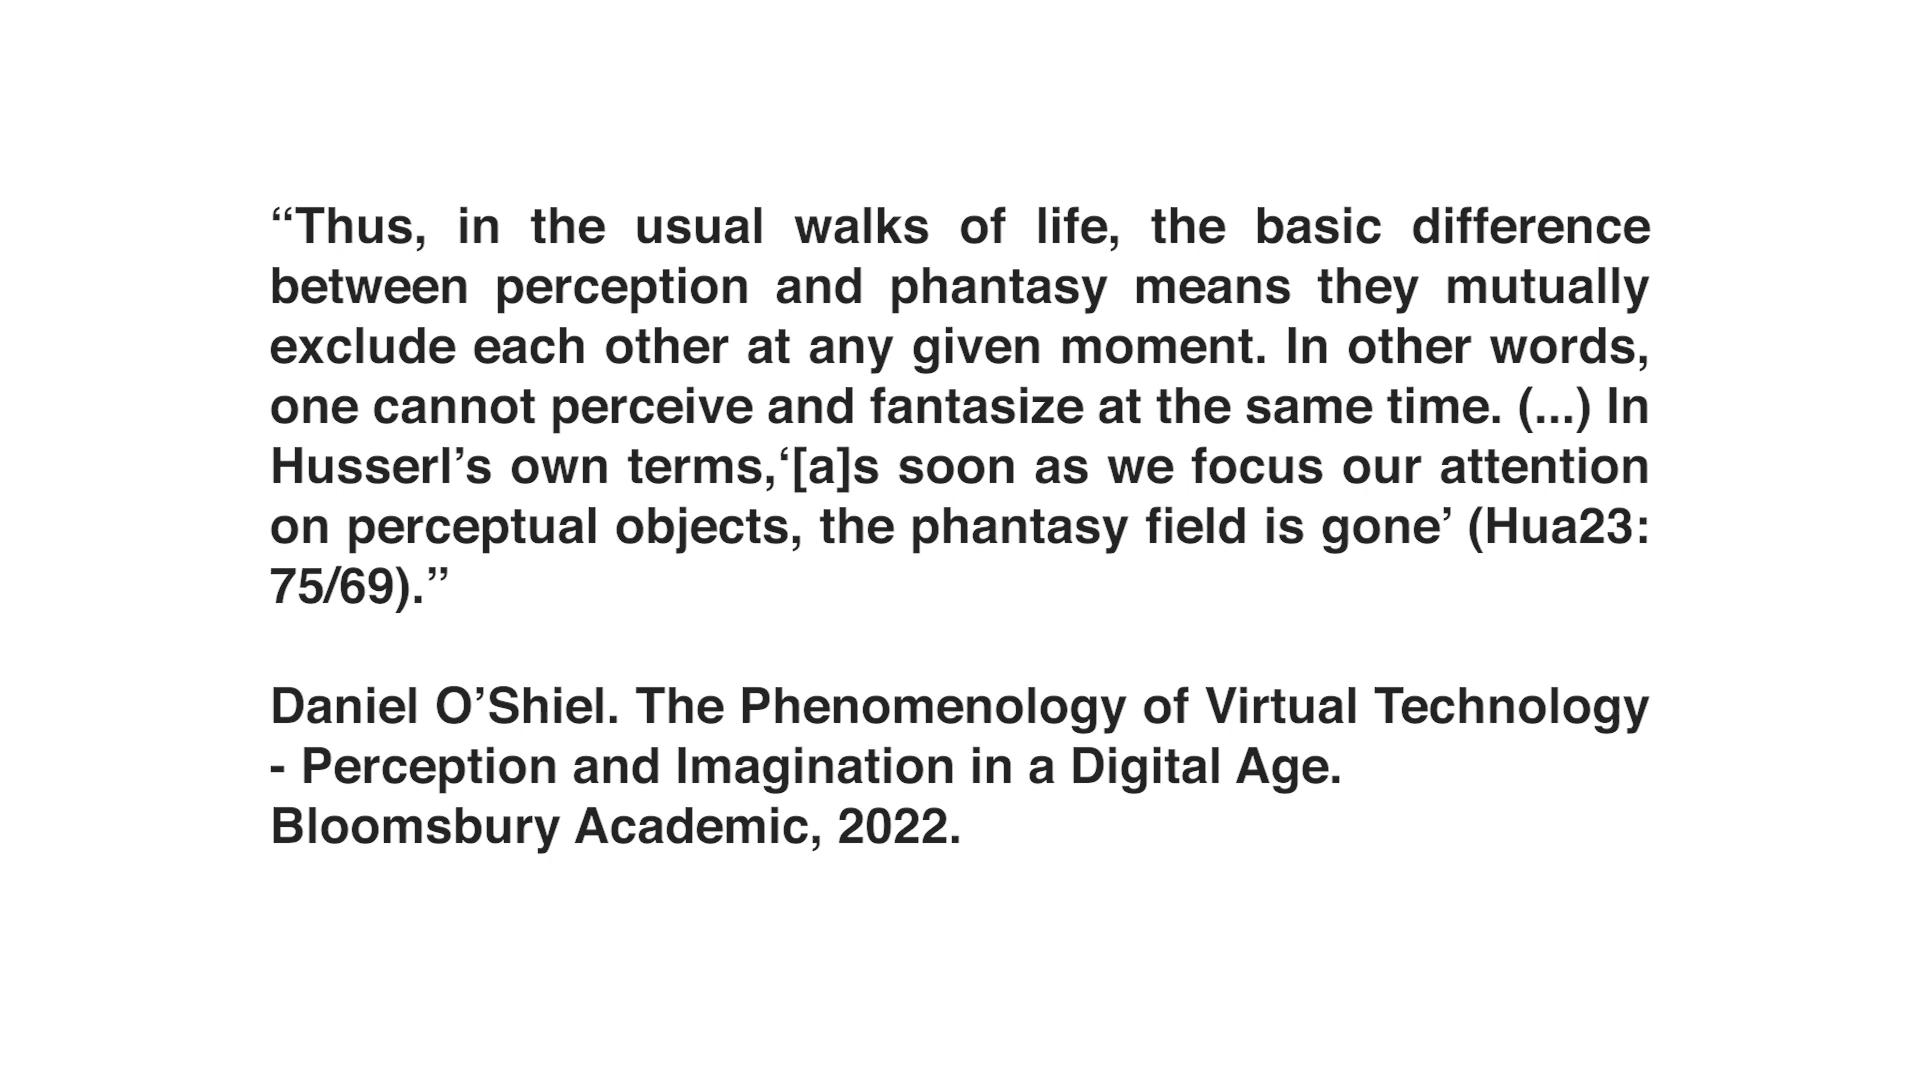 “Thus, in the usual walks of life, the basic difference
between perception and phantasy means they mutually
exclude each other at any given moment. In other words,
one cannot perceive and fantasize at the same time. (...) In
Husserl’s own terms,‘[a]s soon as we focus our attention
on perceptual objects, the phantasy field is gone’ (Hua23:
75/69).”
Daniel O’Shiel. The Phenomenology of Virtual Technology
- Perception and Imagination in a Digital Age.
Bloomsbury Academic, 2022.